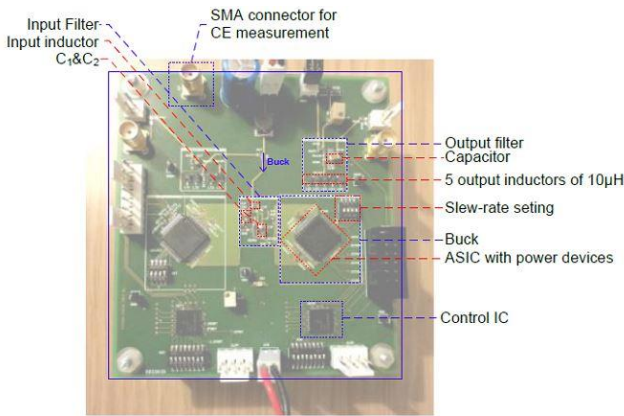 Input Filter
Input inductor
C₁&C₂
SMA connector for
CE measurement
Buck
Output filter
Capacitor
5 output inductors of 10µH
Slew-rate seting
Buck
ASIC with power devices
Control IC